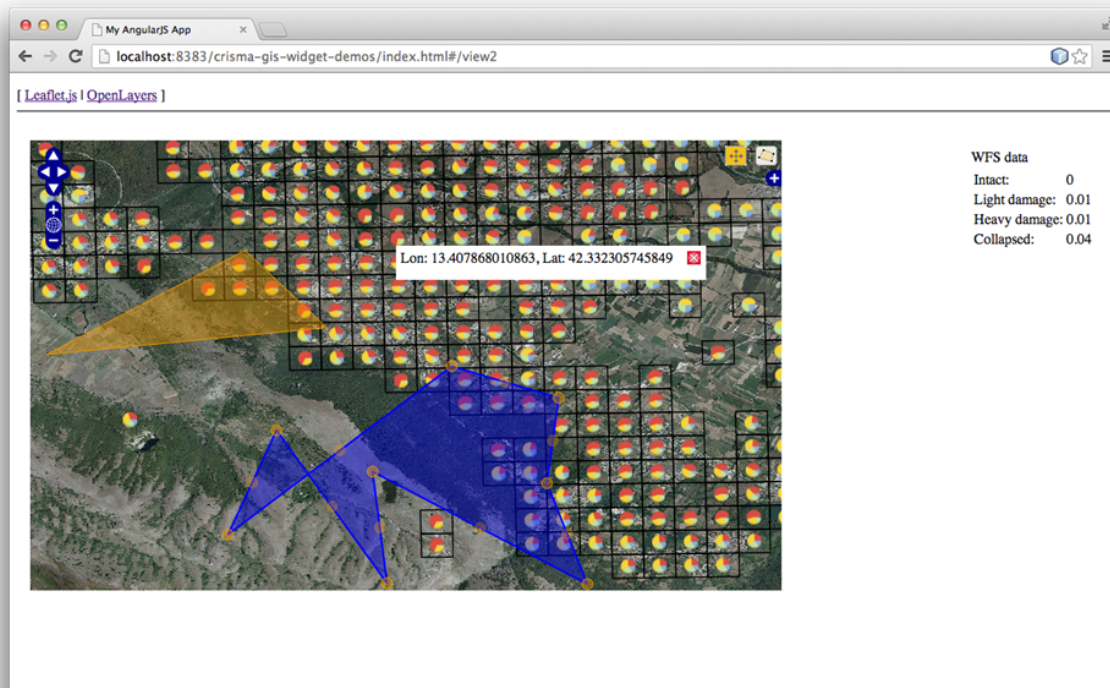 My AngularJS App
localhost:8383/crisma-gis-widget-demos/index.html#/view2
[ Leaflet.js | OpenLayers ]
Lon: 13.407868010863, Lat: 42.332305745849
WFS data
Intact: 0
Light damage: 0.01
Heavy damage: 0.01
Collapsed: 0.04